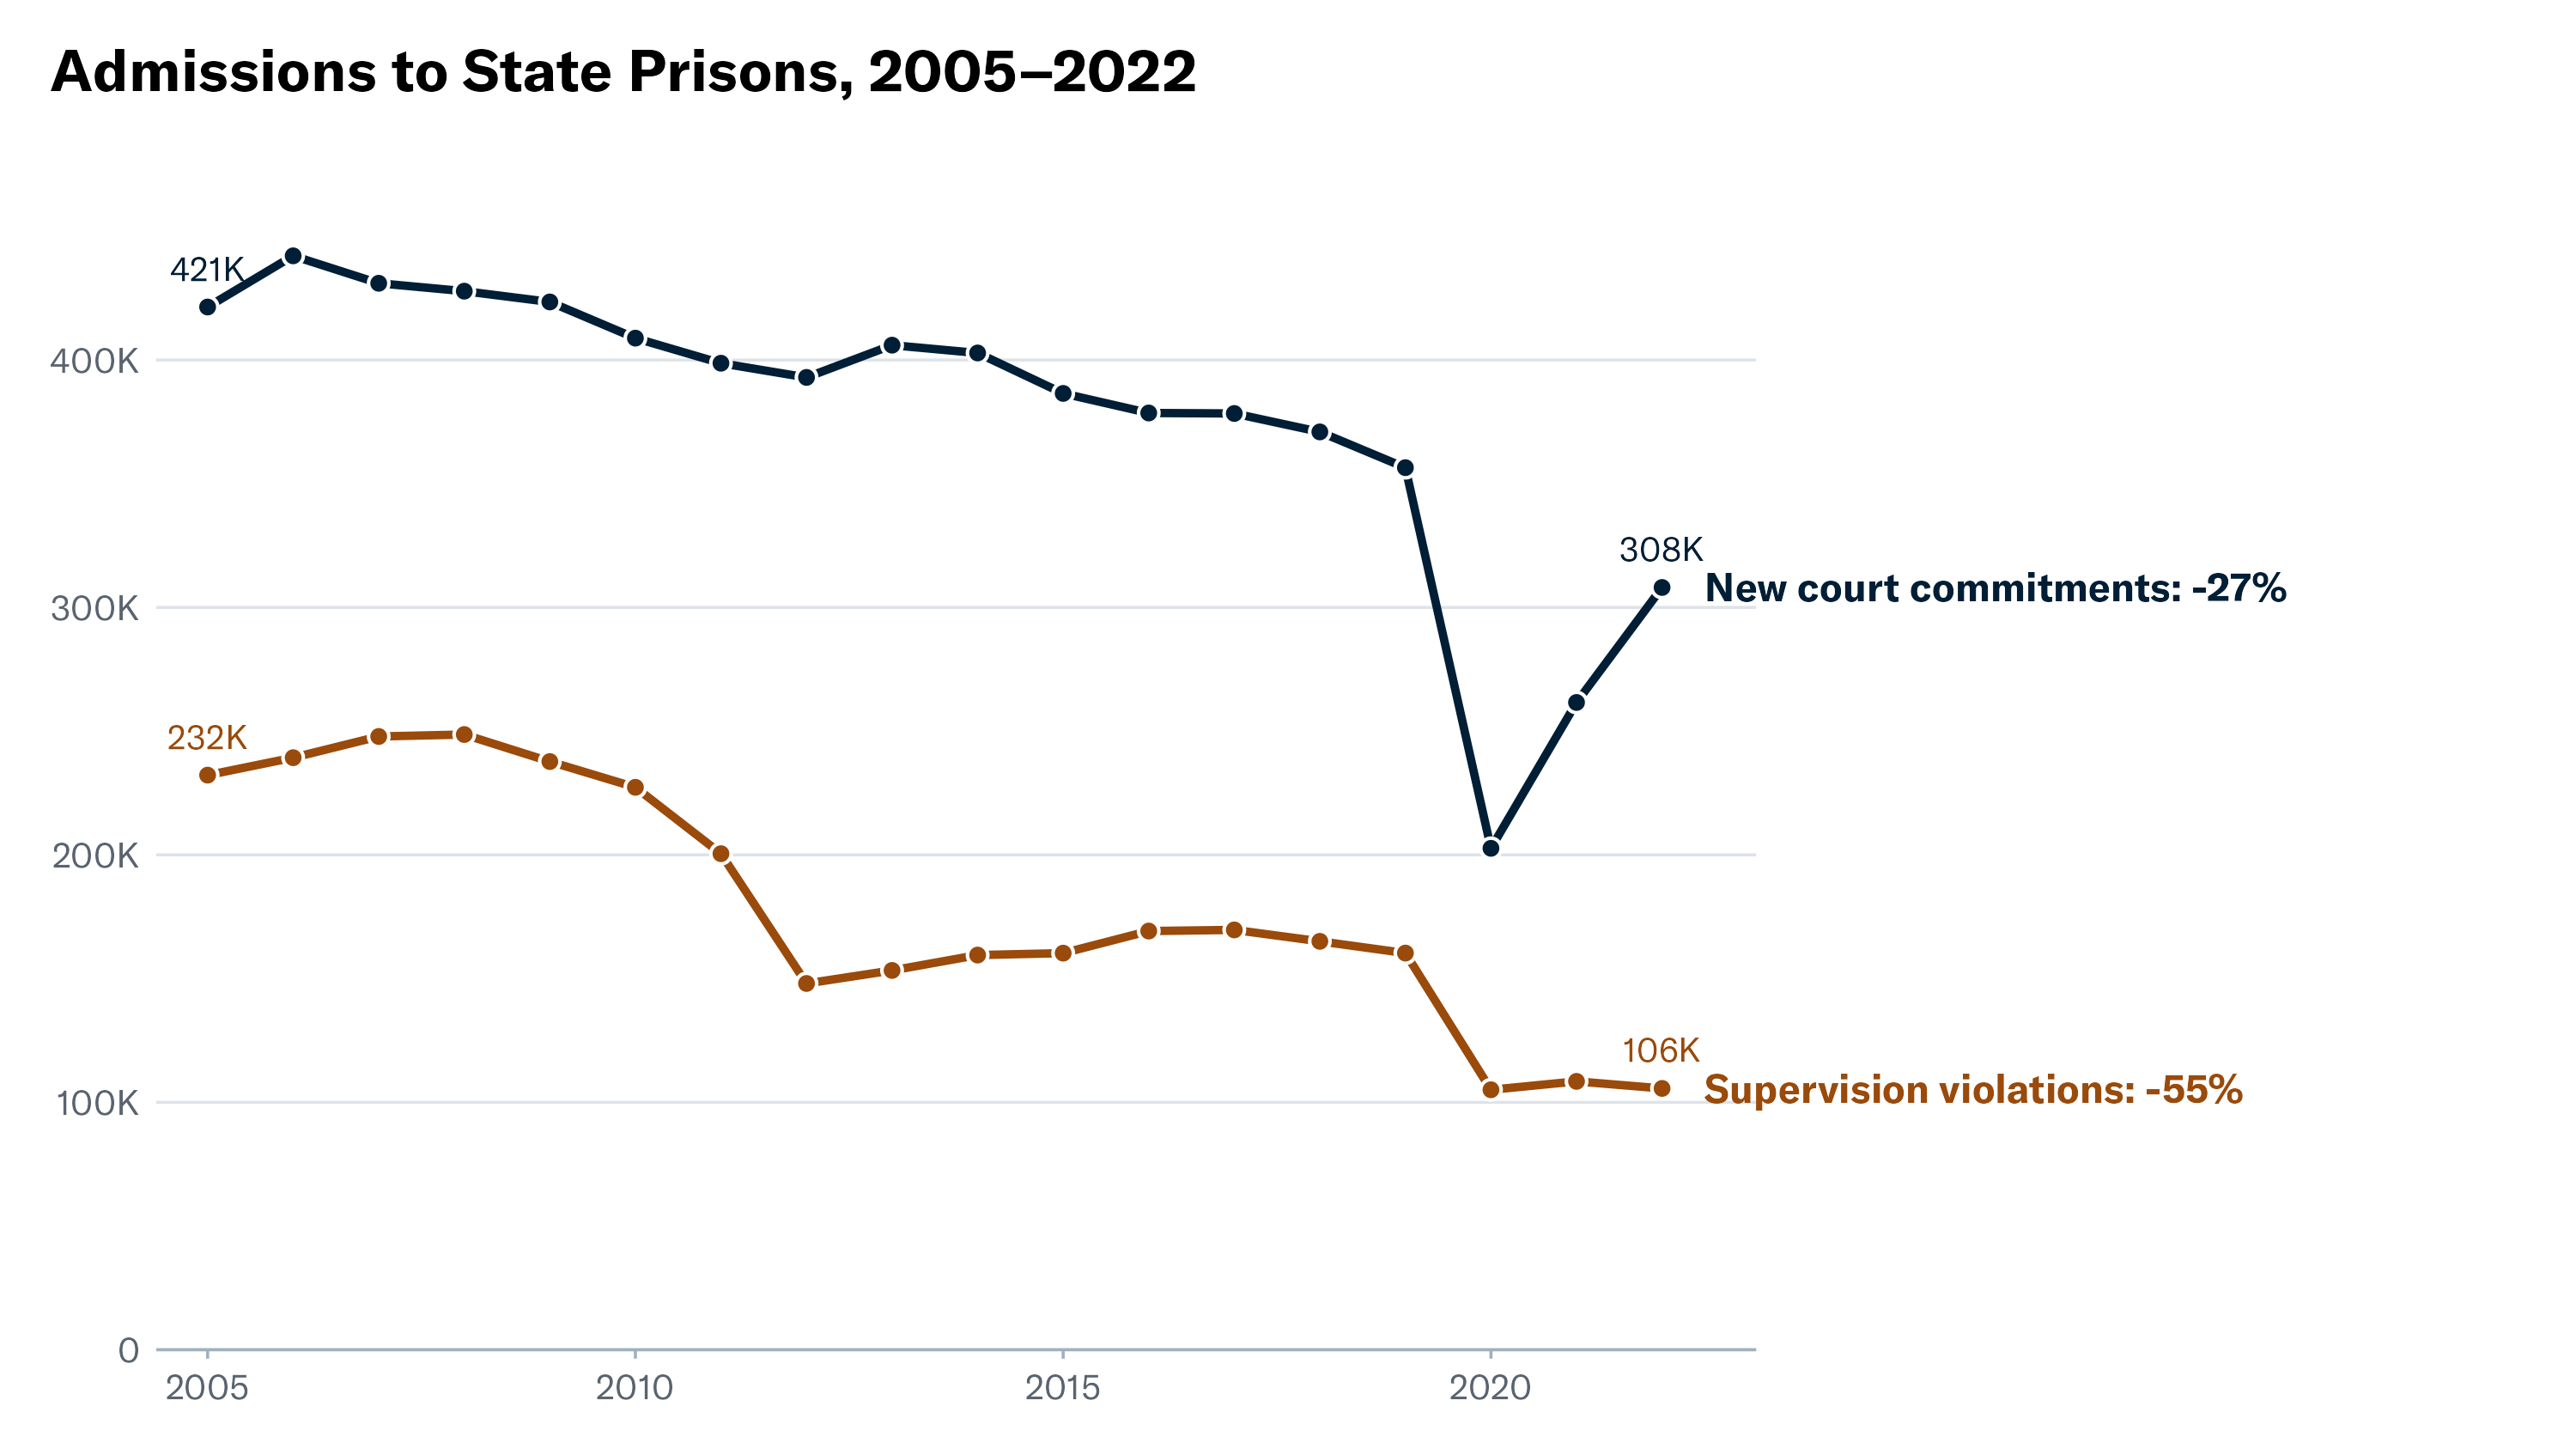 Admissions to State Prisons, 2005–2022
421K
400K
308K
New court commitments: -27%
300K
232K
200K
106K
Supervision violations: -55%
100K
0
2005 2010 2015 2020